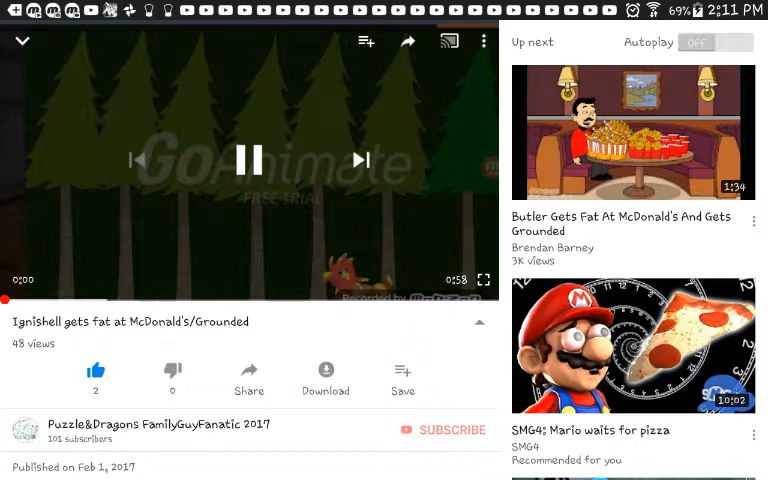 69% 2:11 PM
GoAnimate
FREE TRIAL
0:00
0:58
Recorded by
Ignishell gets fat at McDonald's/Grounded
48 views
2
0
Share
Download
Save
Puzzle&Dragons FamilyGuyFanatic 2017
101 subscribers
SUBSCRIBE
Published on Feb 1, 2017
Up next
Autoplay OFF
1:34
Butler Gets Fat At McDonald's And Gets
Grounded
Brendan Barney
3K views
10:02
SMG4: Mario waits for pizza
SMG4
Recommended for you